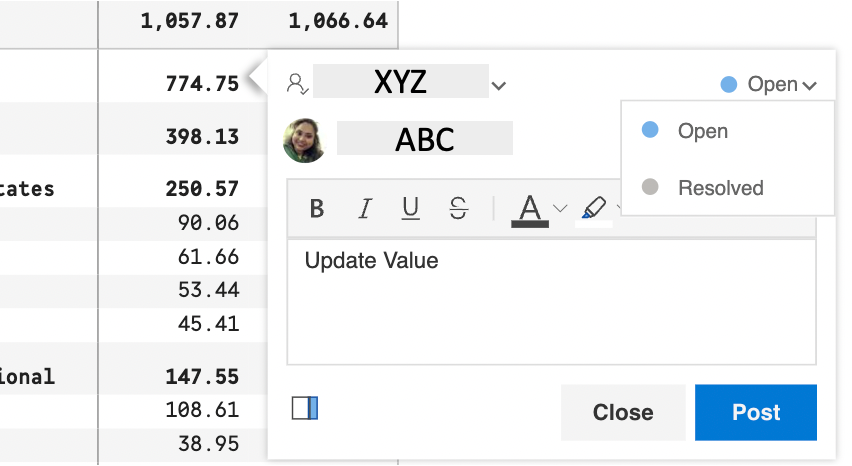 1,057.87 1,066.64
774.75 XYZ Open
398.13 ABC Open
cates 250.57 Resolved
90.06 B I U S A
61.66 Update Value
53.44
45.41
ional 147.55
108.61 Close Post
38.95